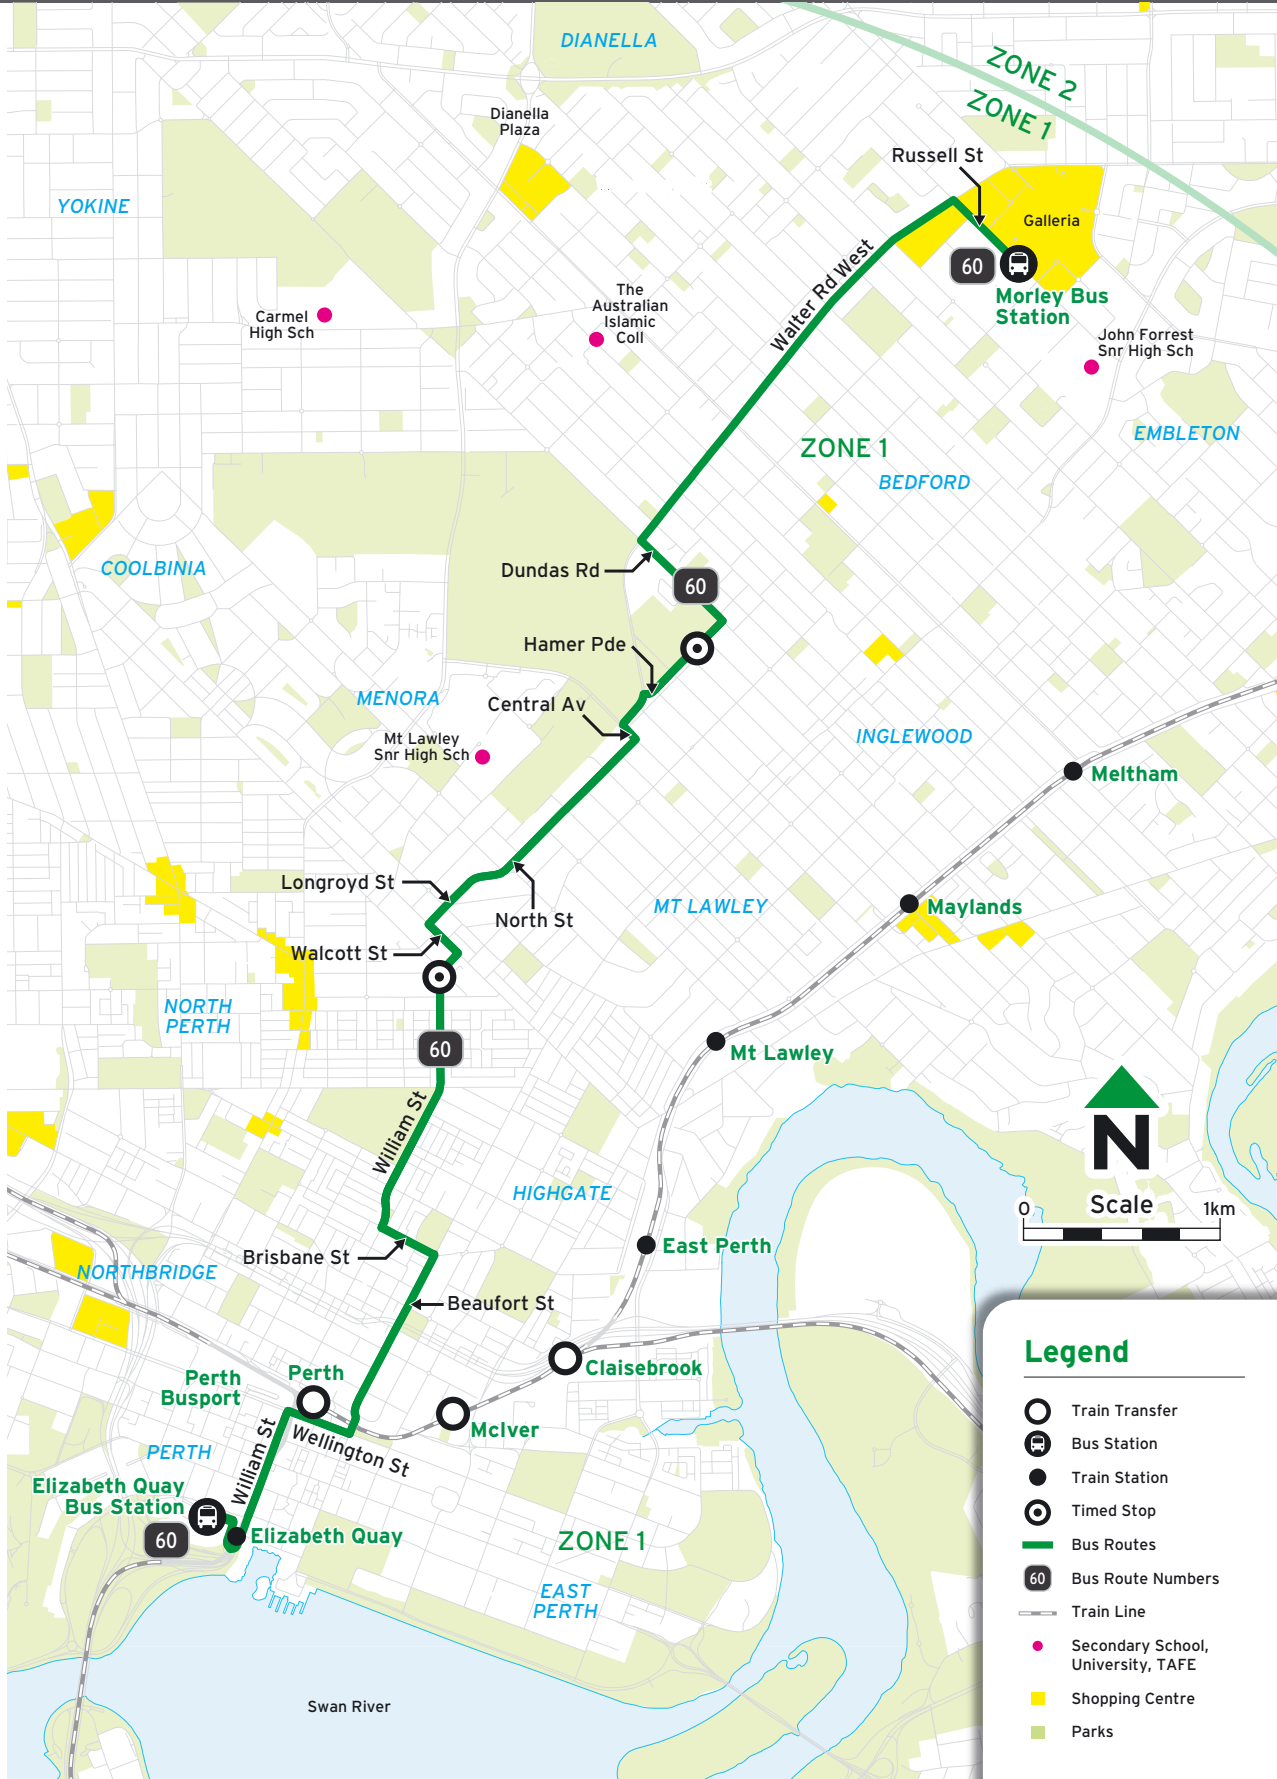 DIANELLA
ZONE 2
ZONE 1
Dianella
Plaza
Russell St
YOKINE
Galleria
60
Walter Rd West
Morley Bus
Station
The
Australian
Islamic
Coll
Carmel
High Sch
John Forrest
Snr High Sch
EMBLETON
ZONE 1
BEDFORD
COOLBINIA
Dundas Rd
60
Hamer Pde
MENORA
Central Av
INGLEWOOD
Mt Lawley
Snr High Sch
Meltham
Longroyd St
North St
MT LAWLEY
Maylands
Walcott St
NORTH
PERTH
60
Mt Lawley
William St
N
Scale
0
1km
HIGHGATE
East Perth
Brisbane St
NORTHBRIDGE
Beaufort St
Claisebrook
Perth
Perth
Busport
McIver
Wellington St
William St
PERTH
Elizabeth Quay
Bus Station
60
Elizabeth Quay
ZONE 1
EAST
PERTH
Swan River
Legend
Train Transfer
Bus Station
Train Station
Timed Stop
Bus Routes
60 Bus Route Numbers
Train Line
Secondary School,
University, TAFE
Shopping Centre
Parks